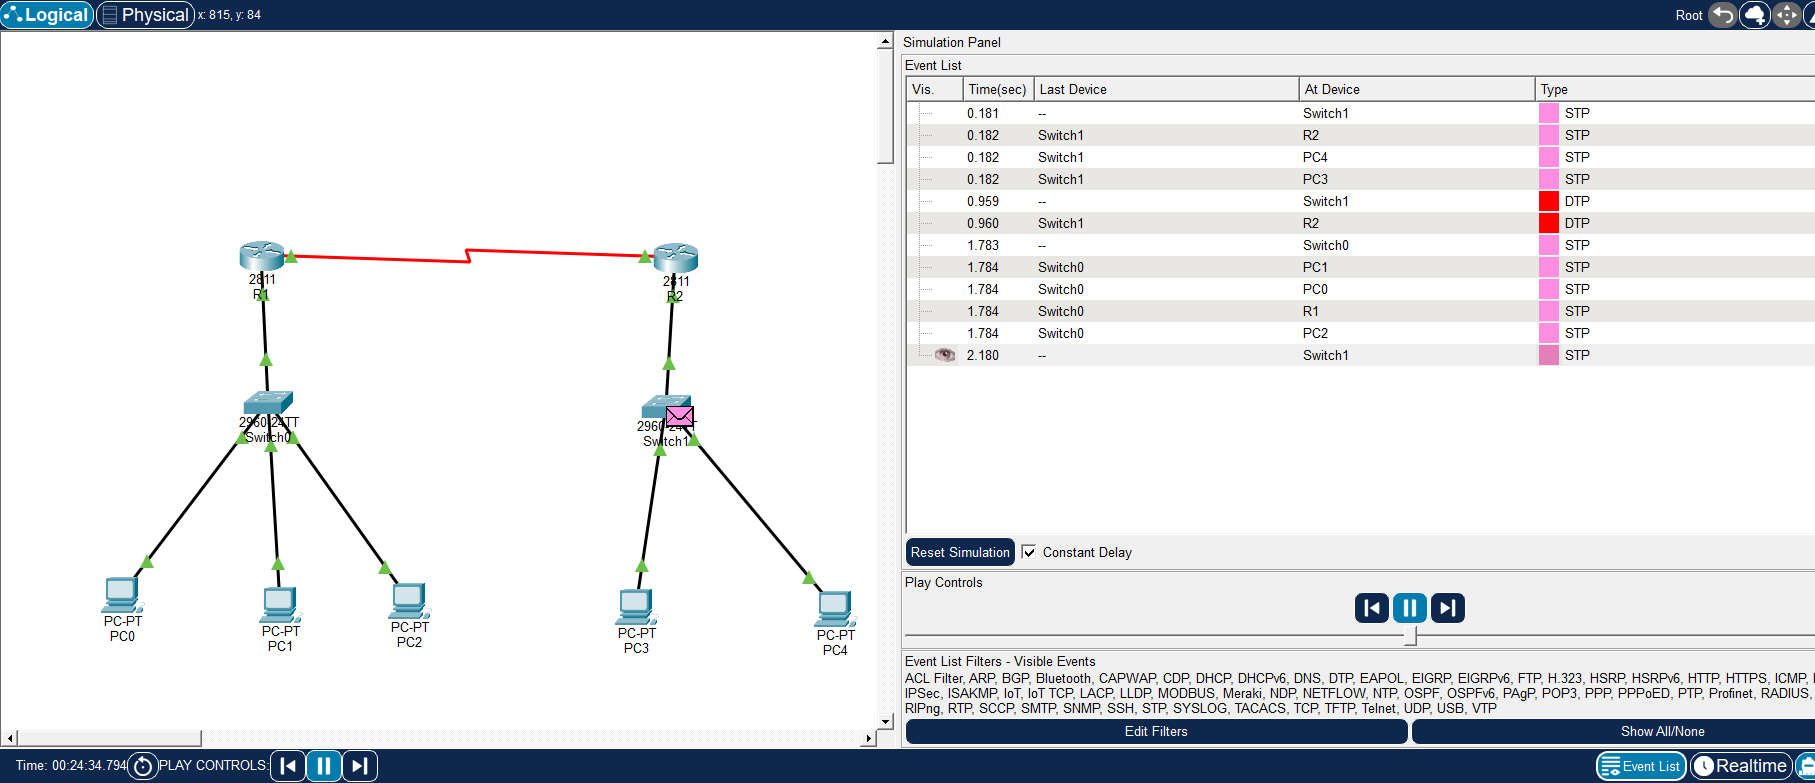 Logical Physical x: 815, y: 84 Root
Simulation Panel
Event List
Vis. Time(sec) Last Device At Device Type
0.181 -- Switch1 STP
0.182 Switch1 R2 STP
0.182 Switch1 PC4 STP
0.182 Switch1 PC3 STP
0.959 -- Switch1 DTP
0.960 Switch1 R2 DTP
1.783 -- Switch0 STP
1.784 Switch0 PC1 STP
1.784 Switch0 PC0 STP
1.784 Switch0 R1 STP
1.784 Switch0 PC2 STP
2.180 -- Switch1 STP
2811
R1
2811
R2
2960-24TT
Switch0
2960-24TT
Switch1
PC-PT
PC0
PC-PT
PC1
PC-PT
PC2
PC-PT
PC3
PC-PT
PC4
Reset Simulation Constant Delay
Play Controls
Event List Filters - Visible Events
ACL Filter, ARP, BGP, Bluetooth, CAPWAP, CDP, DHCP, DHCPv6, DNS, DTP, EAPOL, EIGRP, EIGRPv6, FTP, H.323, HSRP, HSRPv6, HTTP, HTTPS, ICMP,
IPSec, ISAKMP, IoT, IoT TCP, LACP, LLDP, MODBUS, Meraki, NDP, NETFLOW, NTP, OSPF, OSPFv6, PAgP, POP3, PPP, PPPoED, PTP, Profinet, RADIUS,
RIPng, RTP, SCCP, SMTP, SNMP, SSH, STP, SYSLOG, TACACS, TCP, TFTP, Telnet, UDP, USB, VTP
Edit Filters Show All/None
Time: 00:24:34.794 PLAY CONTROLS: Event List Realtime